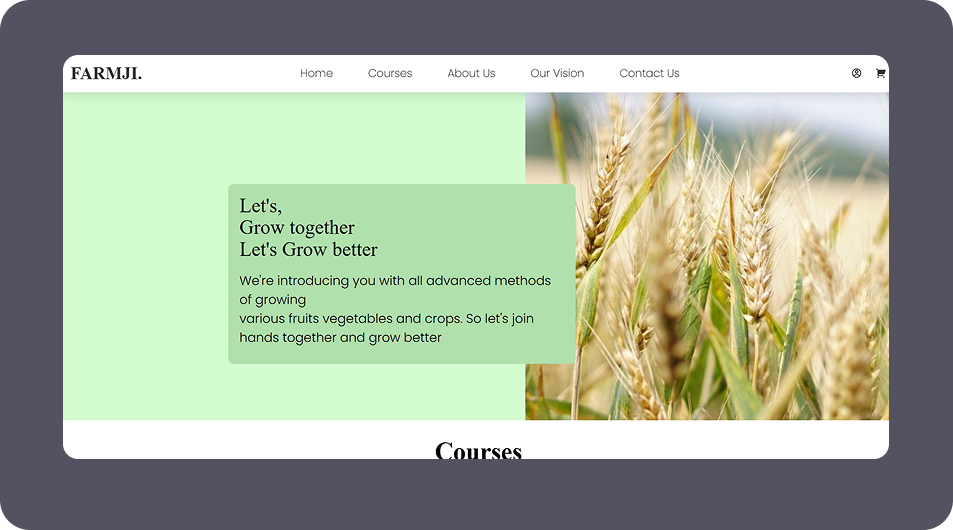 FARMJI.
Home Courses About Us Our Vision Contact Us
Let's,
Grow together
Let's Grow better
We're introducing you with all advanced methods
of growing
various fruits vegetables and crops. So let's join
hands together and grow better
Courses